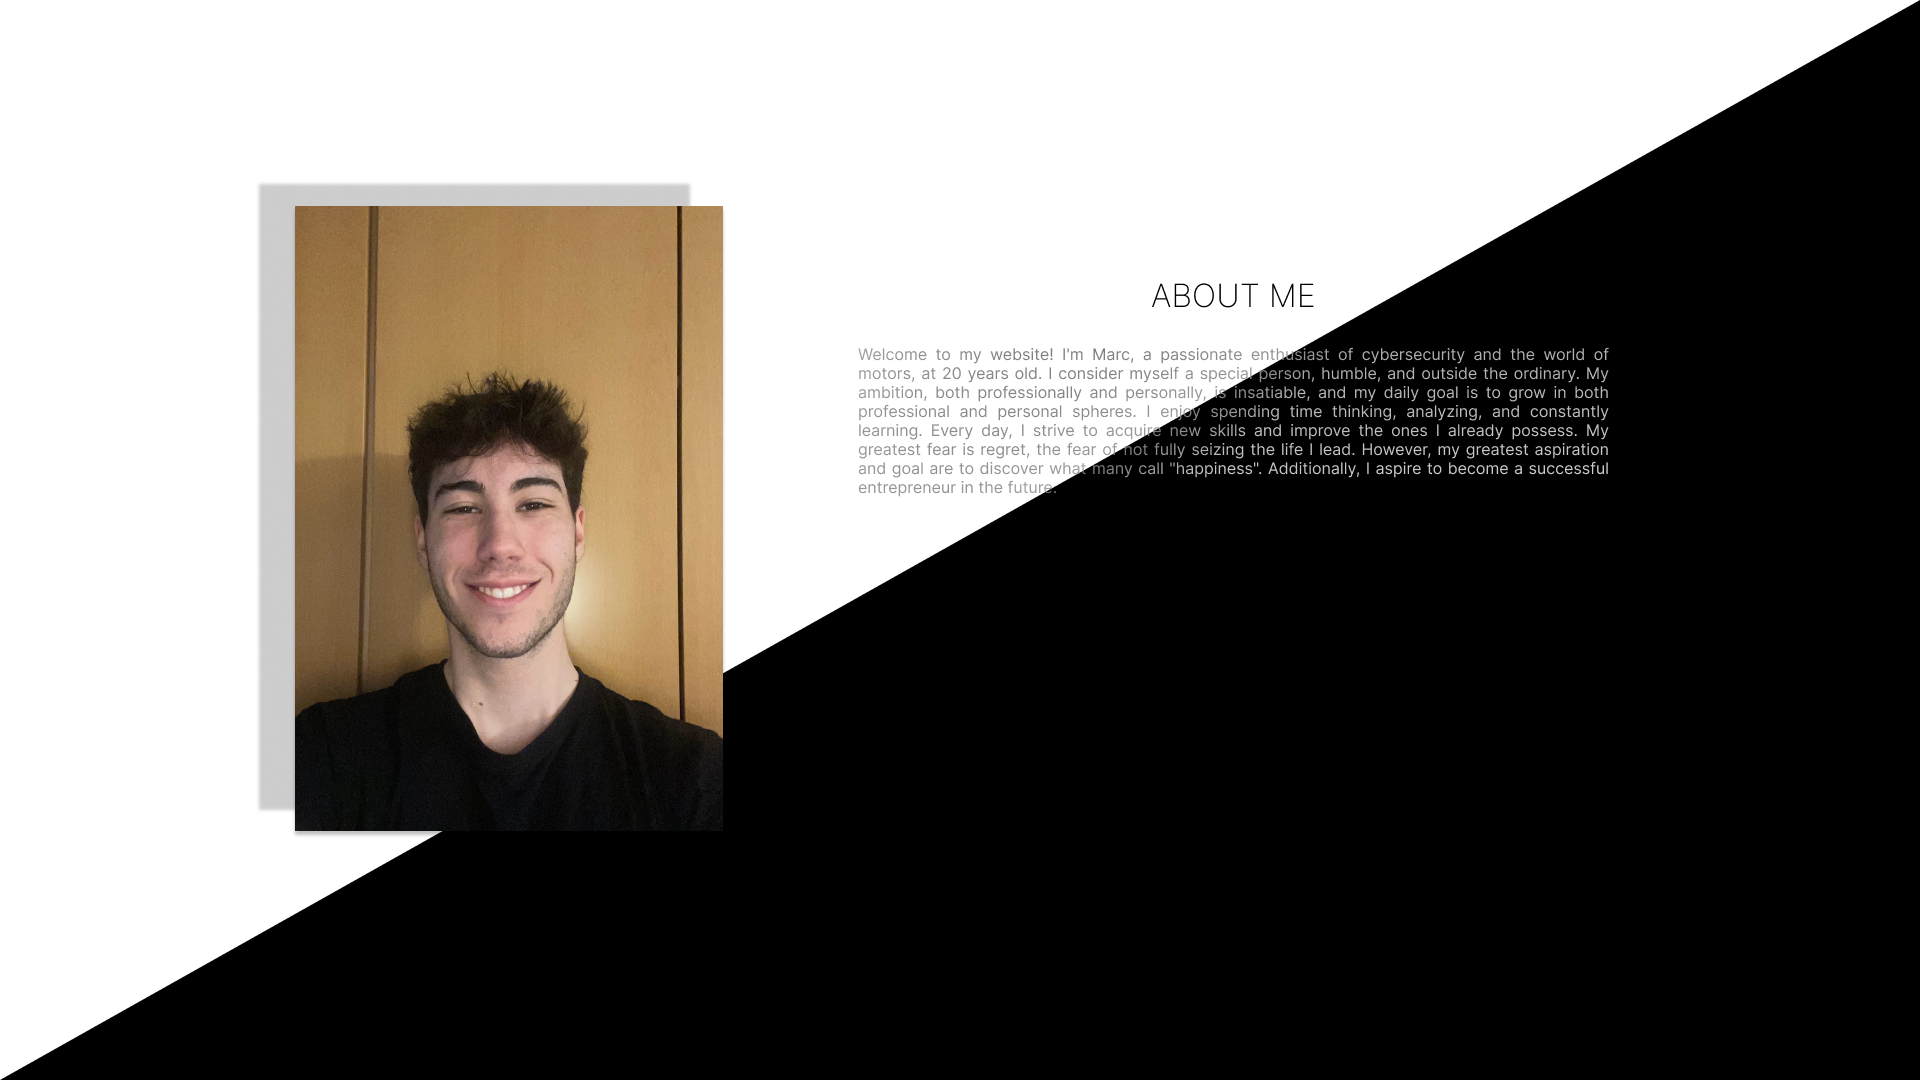 ABOUT ME
Welcome to my website! I'm Marc, a passionate enthusiast of cybersecurity and the world of
motors, at 20 years old. I consider myself a special person, humble, and outside the ordinary. My
ambition, both professionally and personally, is insatiable, and my daily goal is to grow in both
professional and personal spheres. I enjoy spending time thinking, analyzing, and constantly
learning. Every day, I strive to acquire new skills and improve the ones I already possess. My
greatest fear is regret, the fear of not fully seizing the life I lead. However, my greatest aspiration
and goal are to discover what many call "happiness". Additionally, I aspire to become a successful
entrepreneur in the future.